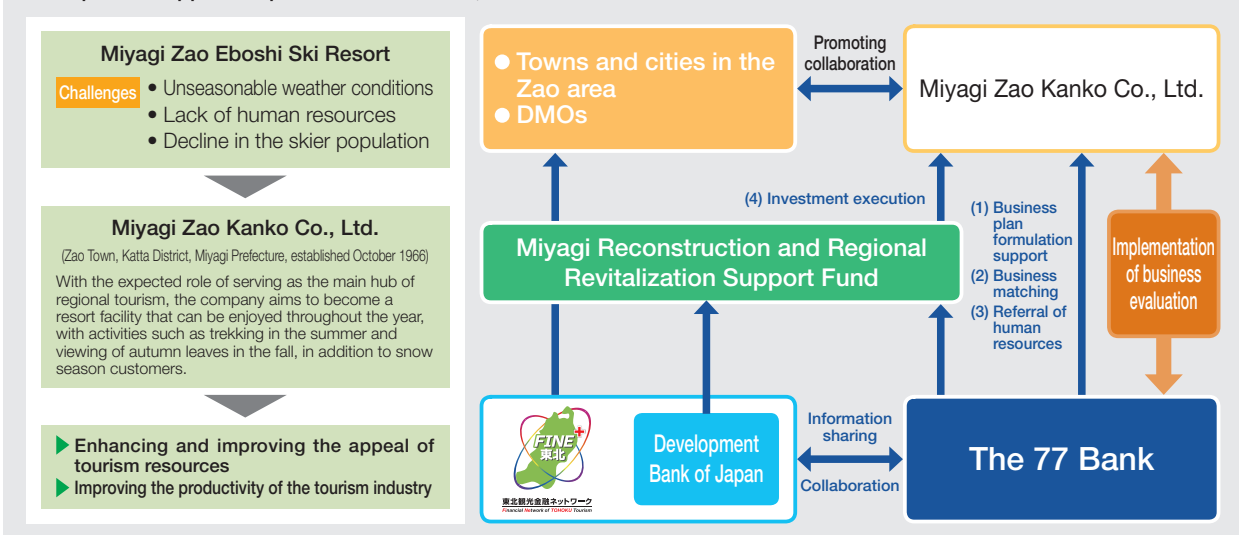 Miyagi Zao Eboshi Ski Resort
Challenges
• Unseasonable weather conditions
• Lack of human resources
• Decline in the skier population
Miyagi Zao Kanko Co., Ltd.
(Zao Town, Katta District, Miyagi Prefecture, established October 1966)
With the expected role of serving as the main hub of
regional tourism, the company aims to become a
resort facility that can be enjoyed throughout the year,
with activities such as trekking in the summer and
viewing of autumn leaves in the fall, in addition to snow
season customers.
Enhancing and improving the appeal of
tourism resources
Improving the productivity of the tourism industry
● Towns and cities in the
Zao area
● DMOs
Promoting
collaboration
Miyagi Zao Kanko Co., Ltd.
(4) Investment execution
(1) Business
plan
formulation
support
(2) Business
matching
(3) Referral of
human
resources
Implementation
of business
evaluation
Miyagi Reconstruction and Regional
Revitalization Support Fund
FINE+
東北
東北観光金融ネットワーク
Financial Network of TOHOKU Tourism
Development
Bank of Japan
Information
sharing
Collaboration
The 77 Bank